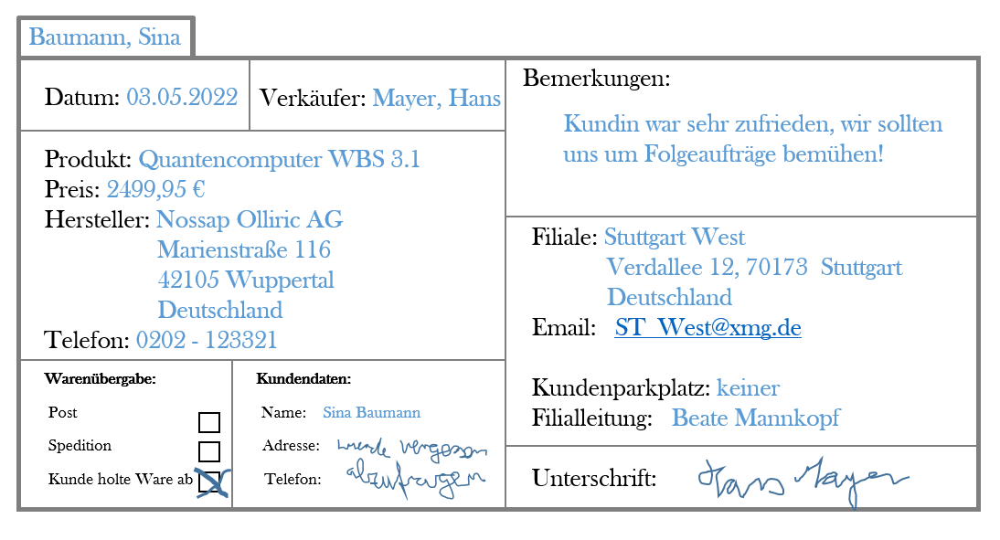 Baumann, Sina
Datum: 03.05.2022
Verkäufer: Mayer, Hans
Produkt: Quantencomputer WBS 3.1
Preis: 2499,95 €
Hersteller: Nossap Olliric AG
Marienstraße 116
42105 Wuppertal
Deutschland
Telefon: 0202 - 123321
Warenübergabe:
Post
Spedition
Kunde holte Ware ab
Kundendaten:
Name: Sina Baumann
Adresse: wurde vergessen
Telefon: abzufragen
Bemerkungen:
Kundin war sehr zufrieden, wir sollten
uns um Folgeaufträge bemühen!
Filiale: Stuttgart West
Verdallee 12, 70173 Stuttgart
Deutschland
Email: ST_West@xmg.de
Kundenparkplatz: keiner
Filialleitung: Beate Mannkopf
Unterschrift: Hans Mayer